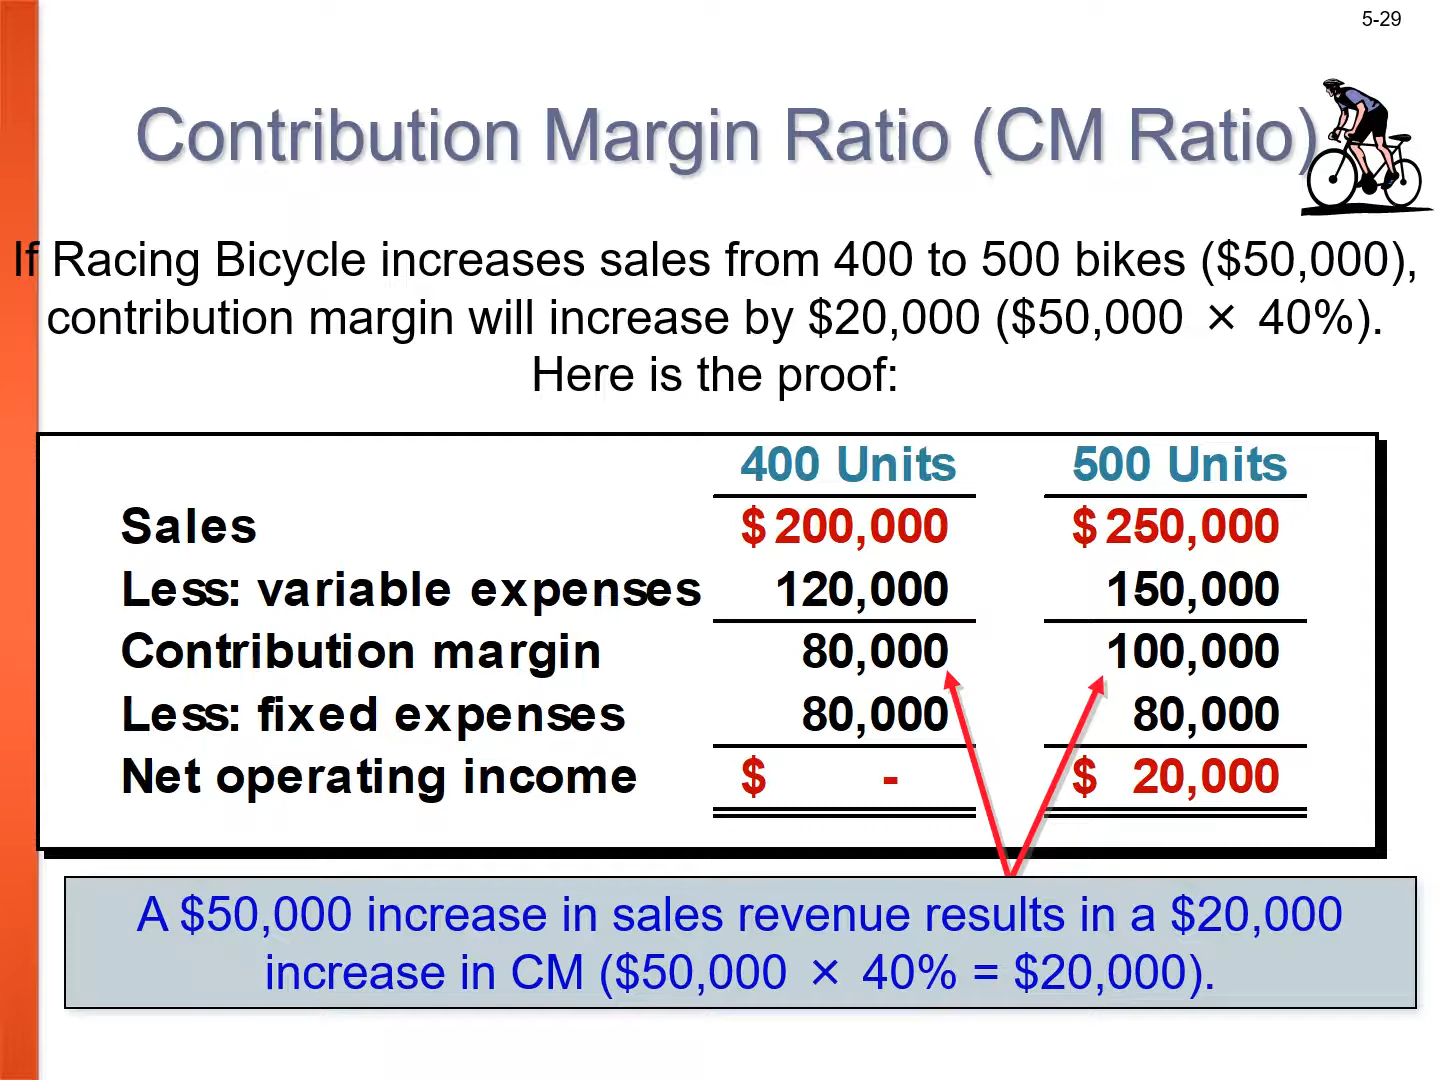 5-29
Contribution Margin Ratio (CM Ratio)
If Racing Bicycle increases sales from 400 to 500 bikes ($50,000),
contribution margin will increase by $20,000 ($50,000 × 40%).
Here is the proof:
400 Units 500 Units
Sales $ 200,000 $ 250,000
Less: variable expenses 120,000 150,000
Contribution margin 80,000 100,000
Less: fixed expenses 80,000 80,000
Net operating income $ - $ 20,000
A $50,000 increase in sales revenue results in a $20,000
increase in CM ($50,000 × 40% = $20,000).